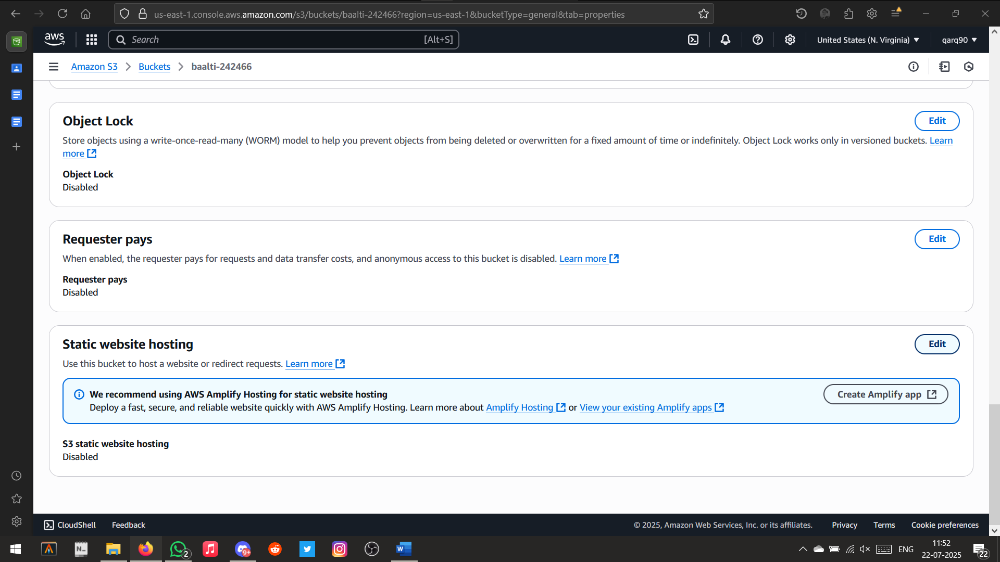 us-east-1.console.aws.amazon.com/s3/buckets/baalti-242466?region=us-east-1&bucketType=general&tab=properties
aws
Search
[Alt+S]
United States (N. Virginia)
qarq90
Amazon S3
Buckets
baalti-242466
Object Lock
Edit
Store objects using a write-once-read-many (WORM) model to help you prevent objects from being deleted or overwritten for a fixed amount of time or indefinitely. Object Lock works only in versioned buckets. Learn
more
Object Lock
Disabled
Requester pays
Edit
When enabled, the requester pays for requests and data transfer costs, and anonymous access to this bucket is disabled. Learn more
Requester pays
Disabled
Static website hosting
Edit
Use this bucket to host a website or redirect requests. Learn more
We recommend using AWS Amplify Hosting for static website hosting
Create Amplify app
Deploy a fast, secure, and reliable website quickly with AWS Amplify Hosting. Learn more about Amplify Hosting or View your existing Amplify apps
S3 static website hosting
Disabled
CloudShell
Feedback
© 2025, Amazon Web Services, Inc. or its affiliates.
Privacy
Terms
Cookie preferences
N
2
9+
W
ENG
11:52
22-07-2025
22